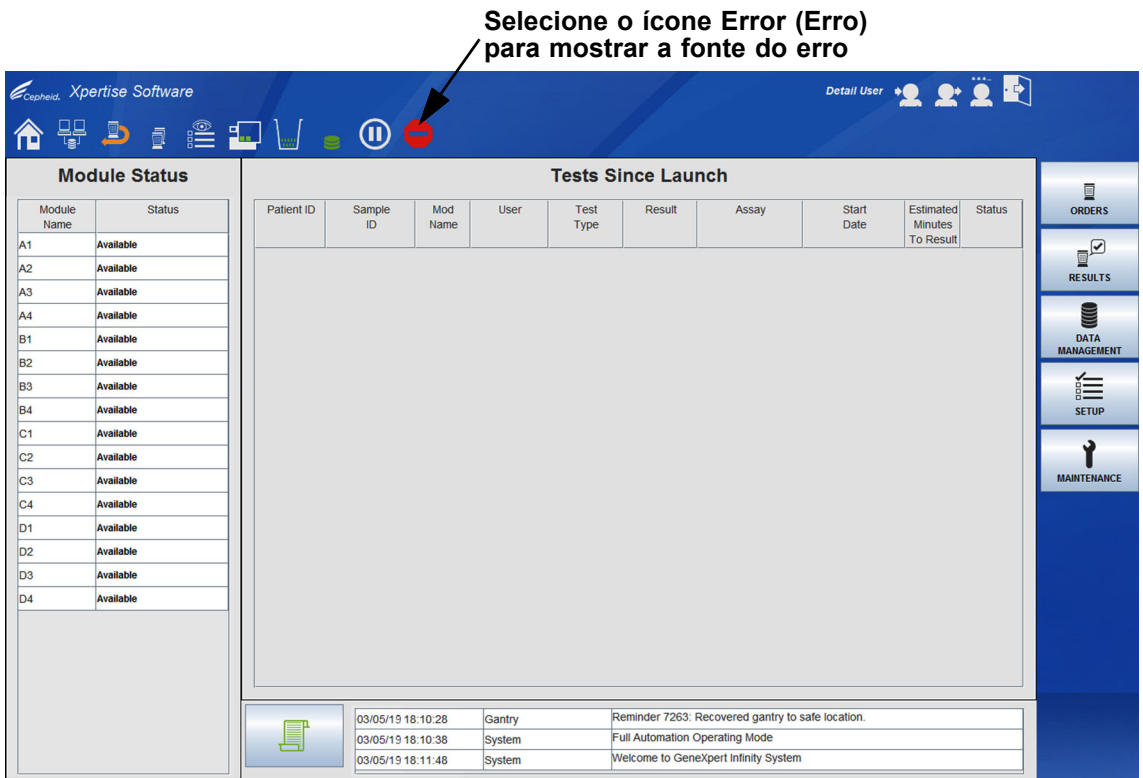 Selecione o ícone Error (Erro)
para mostrar a fonte do erro
Cepheid. Xpertise Software
Detail User
Module Status
Module Name Status
A1 Available
A2 Available
A3 Available
A4 Available
B1 Available
B2 Available
B3 Available
B4 Available
C1 Available
C2 Available
C3 Available
C4 Available
D1 Available
D2 Available
D3 Available
D4 Available
Tests Since Launch
Patient ID Sample ID Mod Name User Test Type Result Assay Start Date Estimated Minutes To Result Status
03/05/19 18:10:28 Gantry Reminder 7263: Recovered gantry to safe location.
03/05/19 18:10:38 System Full Automation Operating Mode
03/05/19 18:11:48 System Welcome to GeneXpert Infinity System
ORDERS
RESULTS
DATA
MANAGEMENT
SETUP
MAINTENANCE